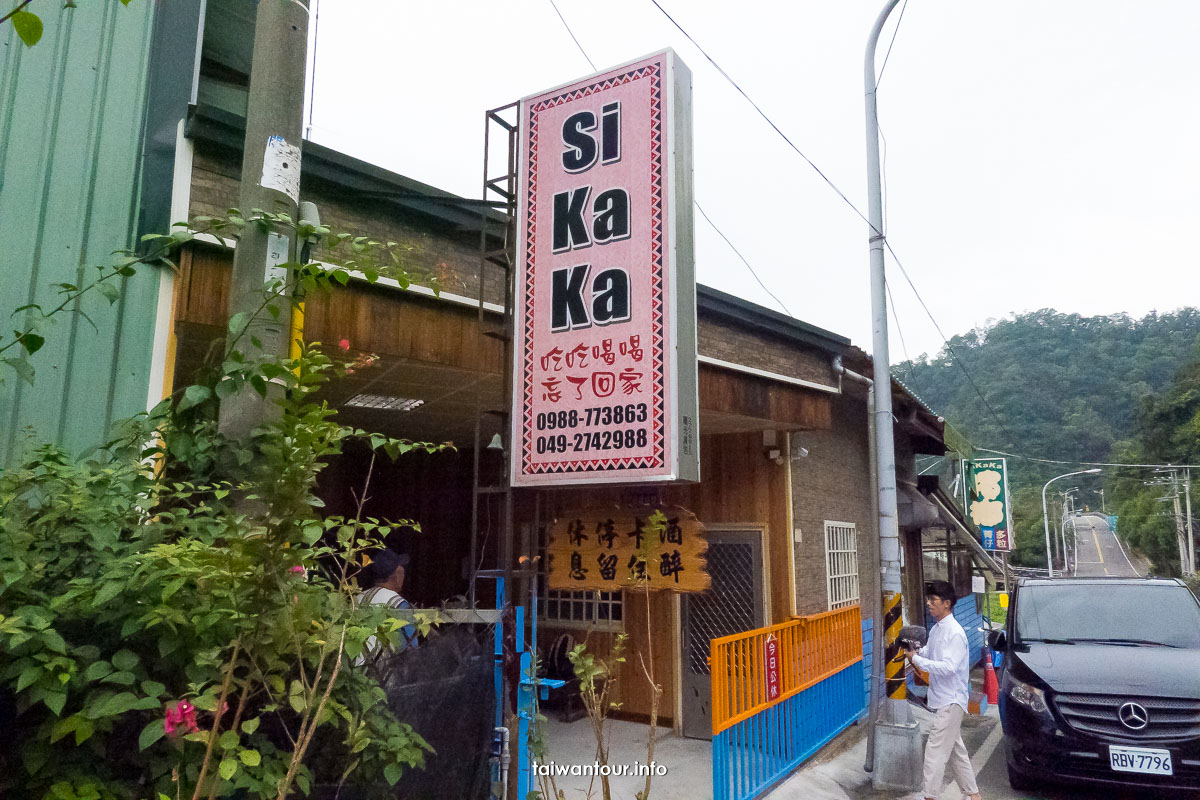 Si
Ka
Ka
吃吃喝喝
忘了回家
0988-773863
049-2742988
休停卡酒
息留住醉
今日公休
KaKa
RBV-7796
taiwantour.info